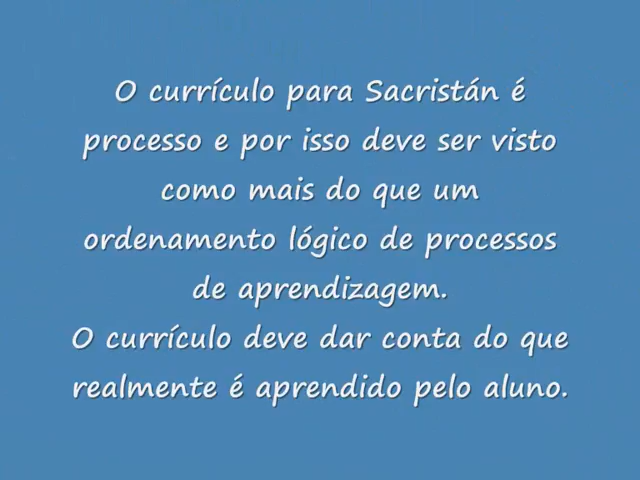 O currículo para Sacristán é
processo e por isso deve ser visto
como mais do que um
ordenamento lógico de processos
de aprendizagem.
O currículo deve dar conta do que
realmente é aprendido pelo aluno.